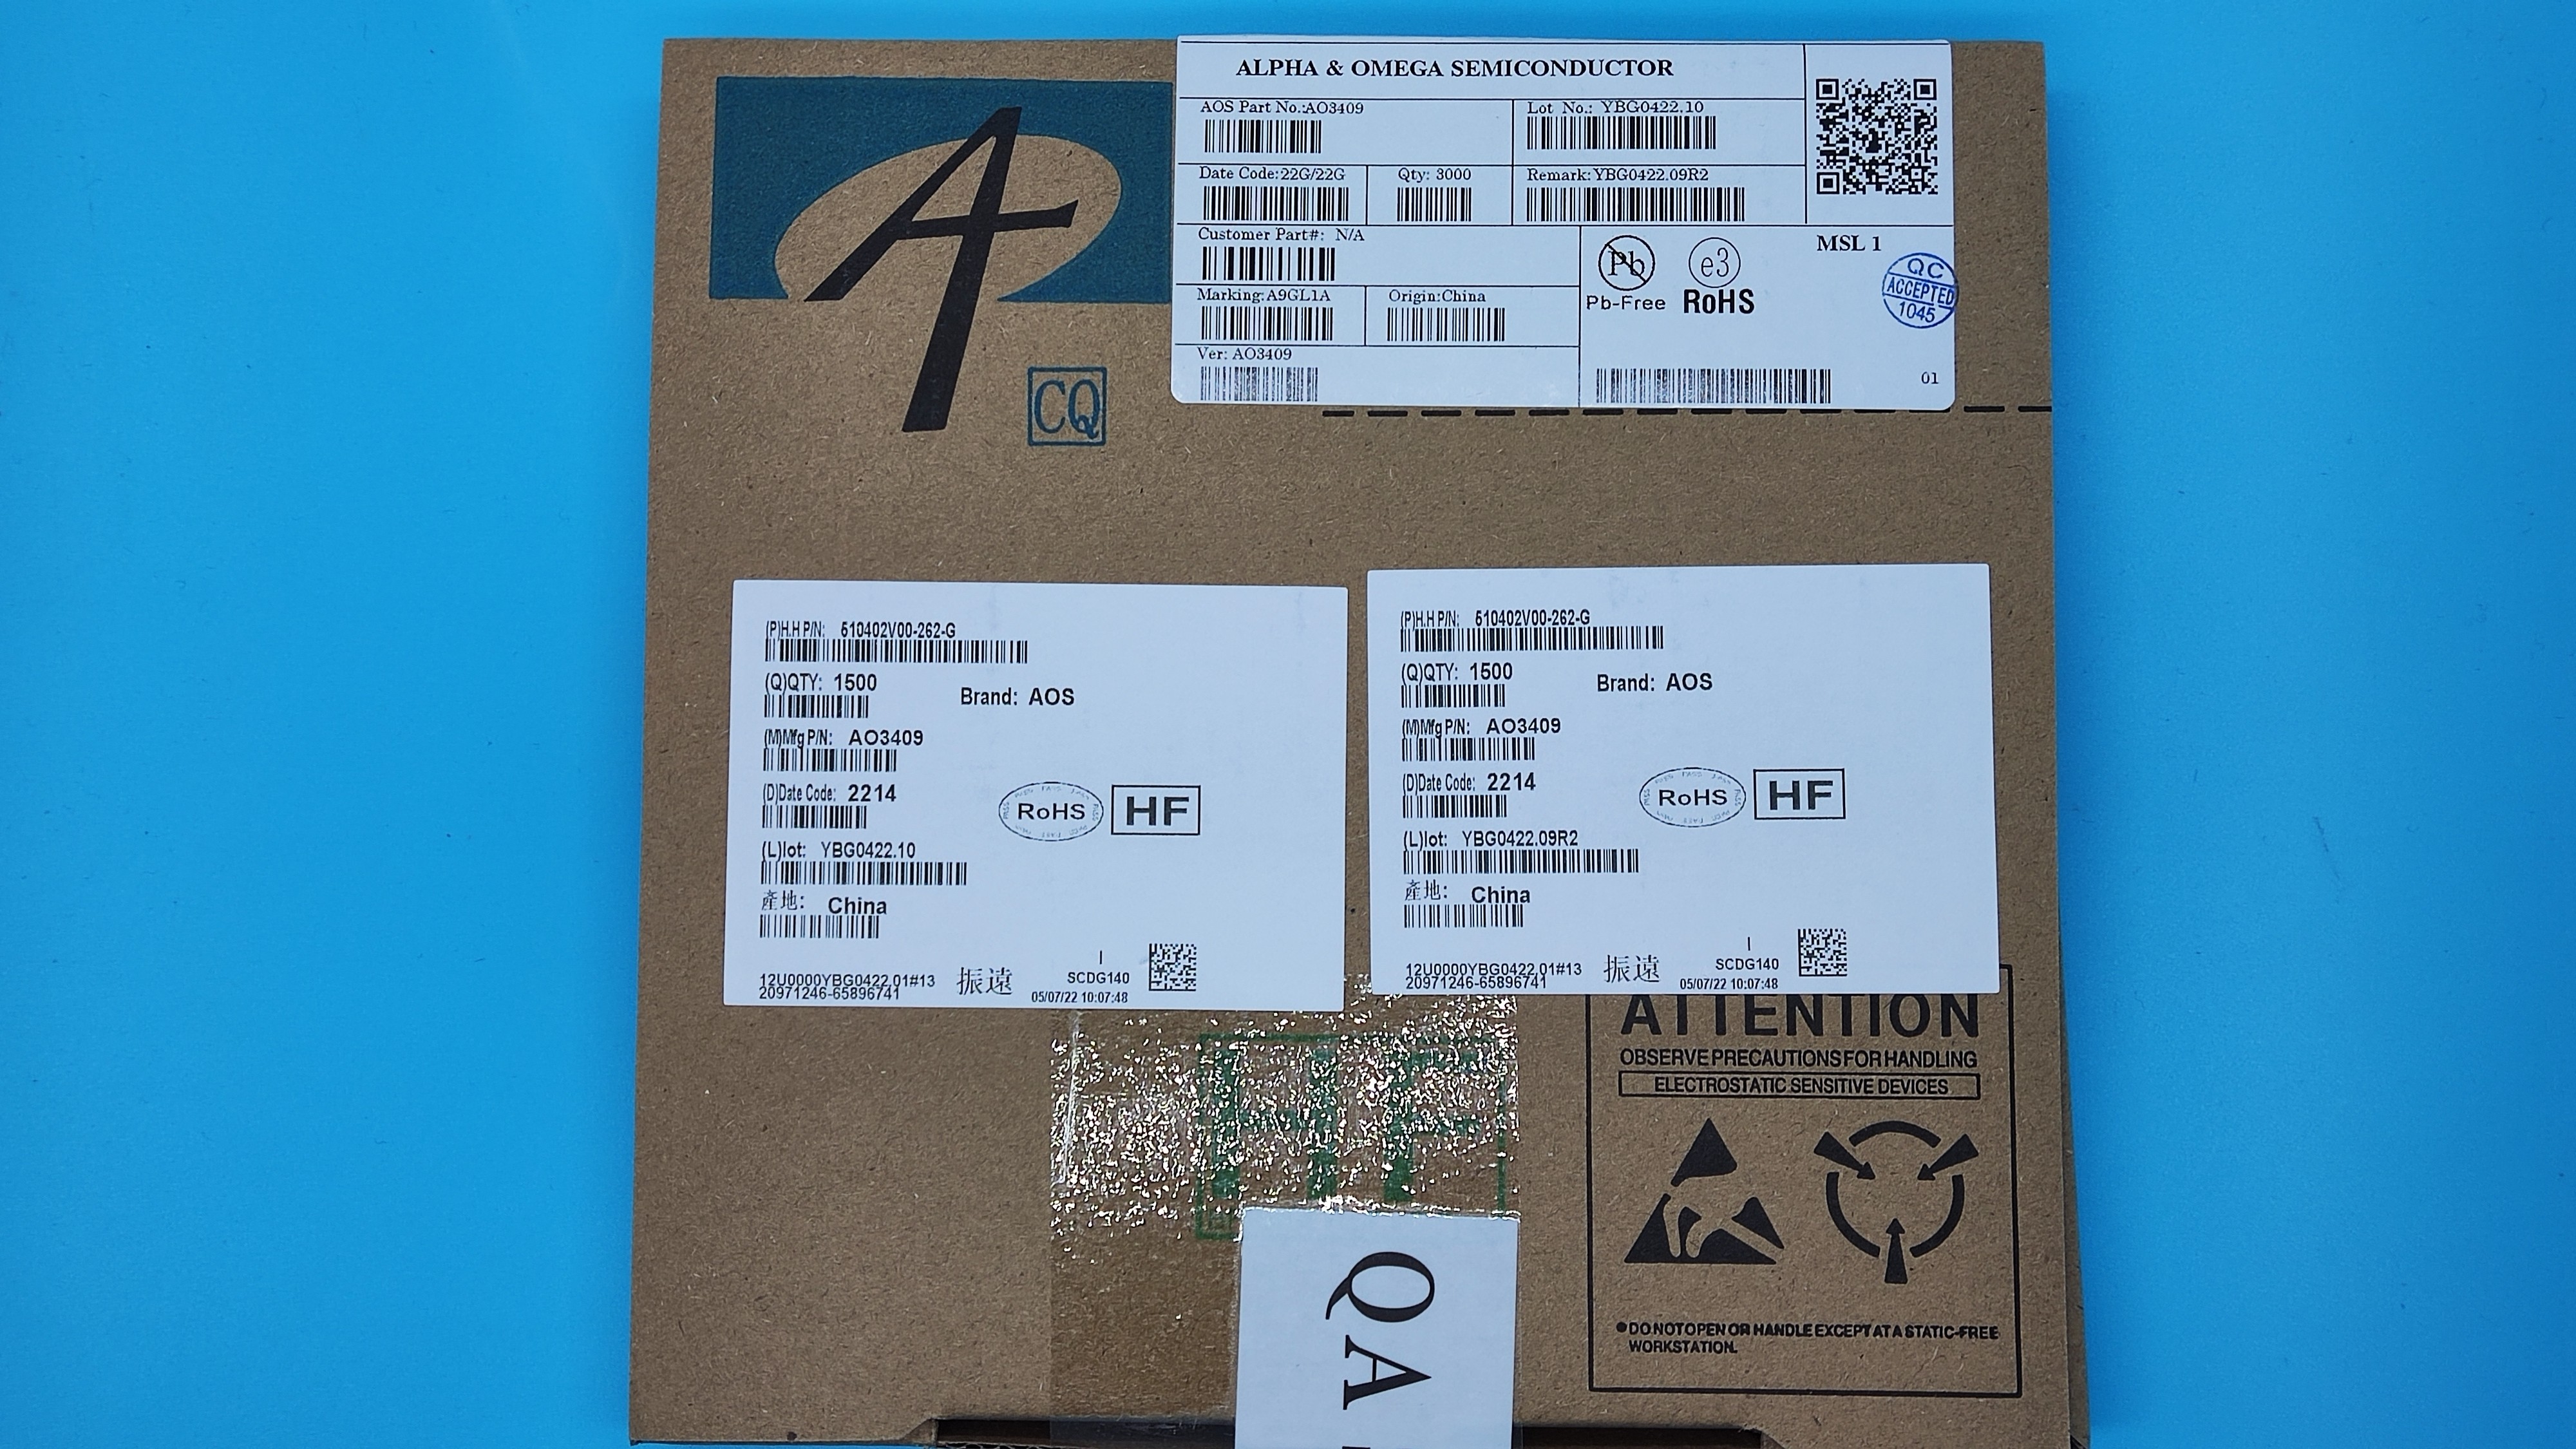 ALPHA & OMEGA SEMICONDUCTOR
AOS Part No.:AO3409
Lot No.: YBG0422.10
Date Code:22G/22G
Qty: 3000
Remark:YBG0422.09R2
Customer Part#: N/A
Marking:A9GL1A
Origin:China
Ver: AO3409
Pb
Pb-Free
e3
RoHS
MSL 1
QC
ACCEPTED
1045
01
A
CQ
(P)H.H P/N: 510402V00-262-G
(Q)QTY: 1500
Brand: AOS
(M)Mfg P/N: AO3409
(D)Date Code: 2214
RoHS
HF
(L)lot: YBG0422.10
產地: China
12U0000YBG0422.01#13
20971246-65896741
振遠
I
SCDG140
05/07/22 10:07:48
(P)H.H P/N: 510402V00-262-G
(Q)QTY: 1500
Brand: AOS
(M)Mfg P/N: AO3409
(D)Date Code: 2214
RoHS
HF
(L)lot: YBG0422.09R2
產地: China
12U0000YBG0422.01#13
20971246-65896741
振遠
I
SCDG140
05/07/22 10:07:48
HF
ATTENTION
OBSERVE PRECAUTIONS FOR HANDLING
ELECTROSTATIC SENSITIVE DEVICES
●DO NOT OPEN OR HANDLE EXCEPT AT A STATIC-FREE
WORKSTATION.
QA